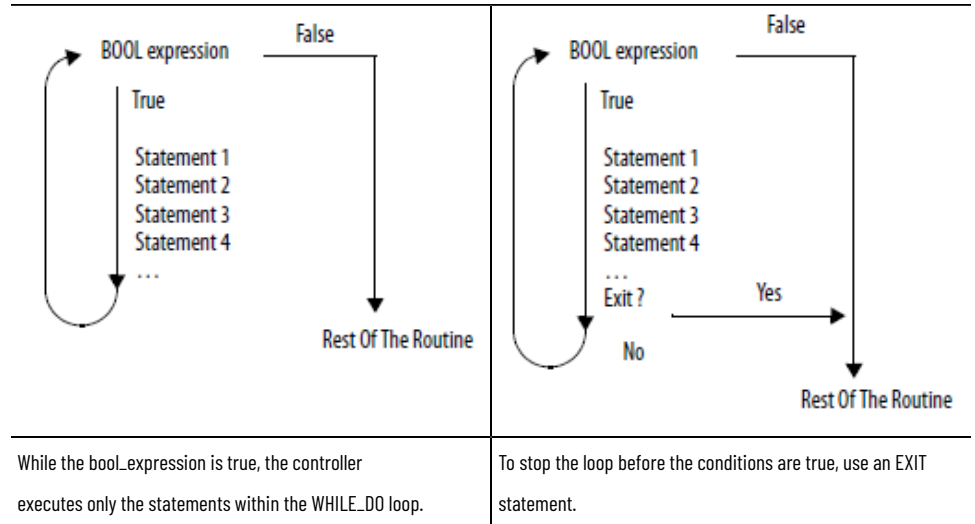 BOOL expression
False
True
Statement 1
Statement 2
Statement 3
Statement 4
...
Rest Of The Routine
While the bool_expression is true, the controller
executes only the statements within the WHILE_DO loop.
BOOL expression
False
True
Statement 1
Statement 2
Statement 3
Statement 4
...
Exit ?
Yes
No
Rest Of The Routine
To stop the loop before the conditions are true, use an EXIT
statement.